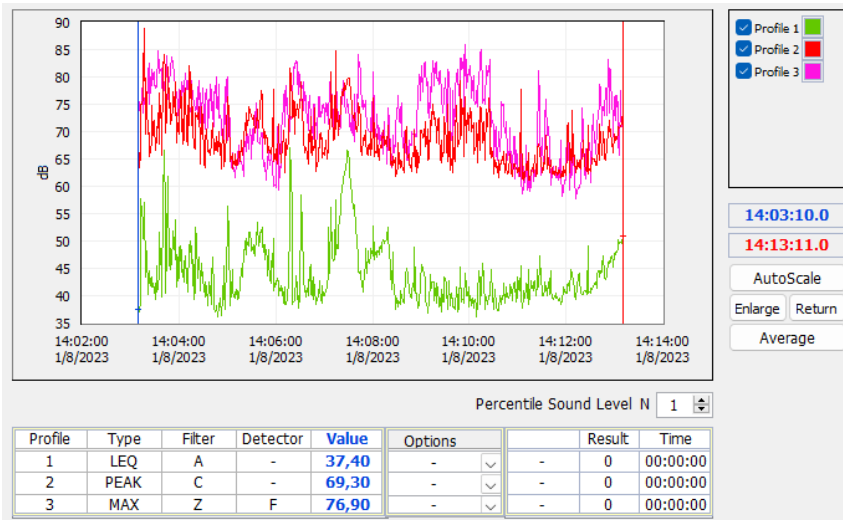 90
85
80
75
70
65
60
55
50
45
40
35
dB
14:02:00 14:04:00 14:06:00 14:08:00 14:10:00 14:12:00 14:14:00
1/8/2023 1/8/2023 1/8/2023 1/8/2023 1/8/2023 1/8/2023 1/8/2023
Profile 1
Profile 2
Profile 3
14:03:10.0
14:13:11.0
AutoScale
Enlarge Return
Average
Percentile Sound Level N 1
Profile Type Filter Detector Value Options Result Time
1 LEQ A - 37,40 - - 0 00:00:00
2 PEAK C - 69,30 - - 0 00:00:00
3 MAX Z F 76,90 - - 0 00:00:00